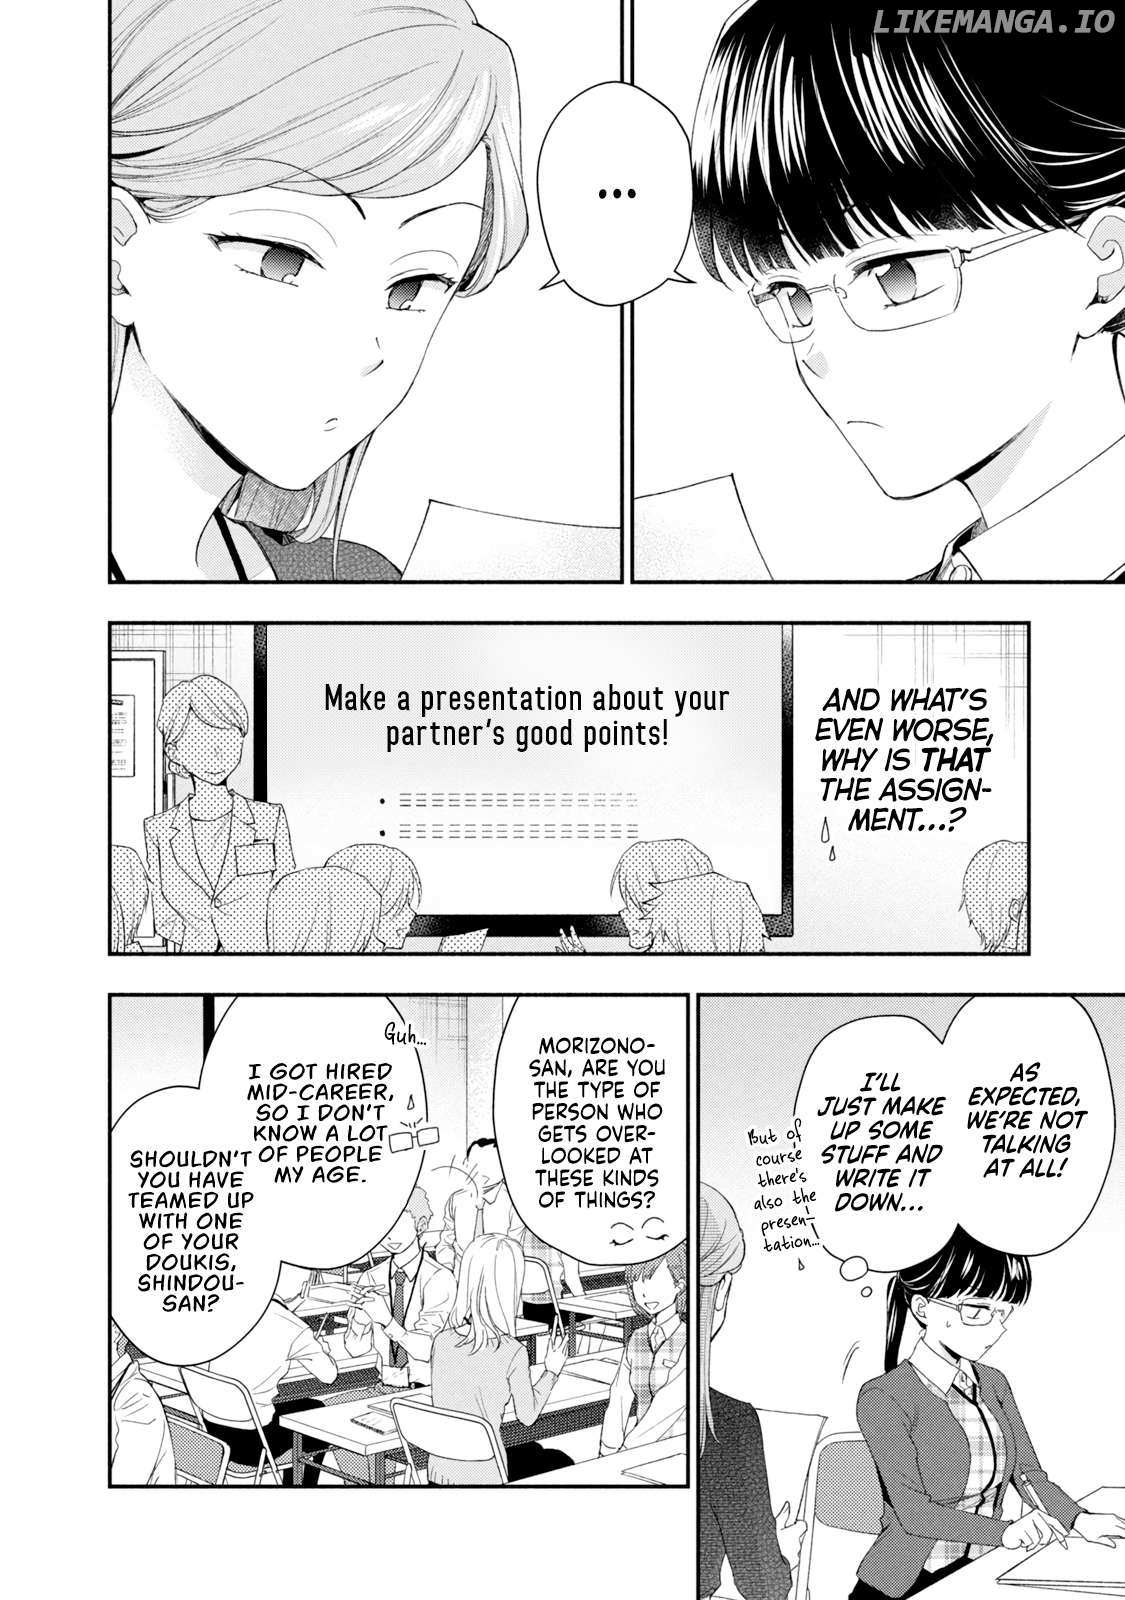 LIKEMANGA.IO
...
AND WHAT'S
EVEN WORSE,
WHY IS THAT
THE ASSIGN-
MENT...?
Make a presentation about your
partner's good points!
AS
EXPECTED,
WE'RE NOT
TALKING
AT ALL!
I'LL
JUST MAKE
UP SOME
STUFF AND
WRITE IT
DOWN...
But of
course
there's
also the
presen-
tation...
MORIZONO-
SAN, ARE YOU
THE TYPE OF
PERSON WHO
GETS OVER-
LOOKED AT
THESE KINDS
OF THINGS?
Guh...
I GOT HIRED
MID-CAREER,
SO I DON'T
KNOW A LOT
OF PEOPLE
MY AGE.
SHOULDN'T
YOU HAVE
TEAMED UP
WITH ONE
OF YOUR
DOUKIS,
SHINDOU-
SAN?